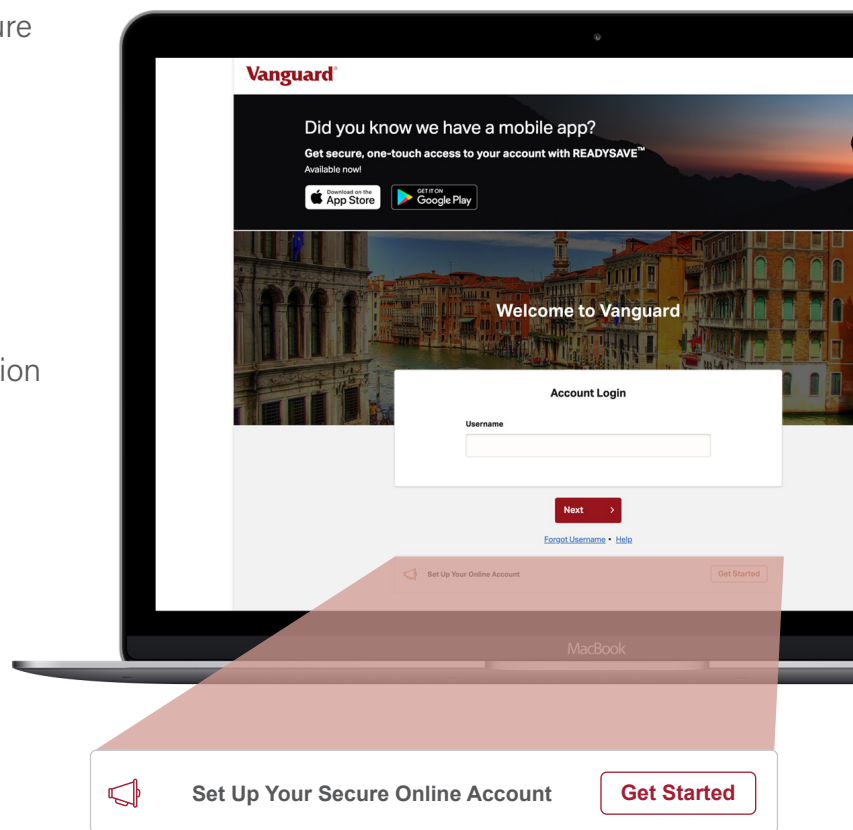 Vanguard®
Did you know we have a mobile app?
Get secure, one-touch access to your account with READYSAVE™
Available now!
Download on the
App Store
GET IT ON
Google Play
Welcome to Vanguard
Account Login
Username
Next
Forgot Username • Help
Set Up Your Online Account
Get Started
MacBook
Set Up Your Secure Online Account
Get Started